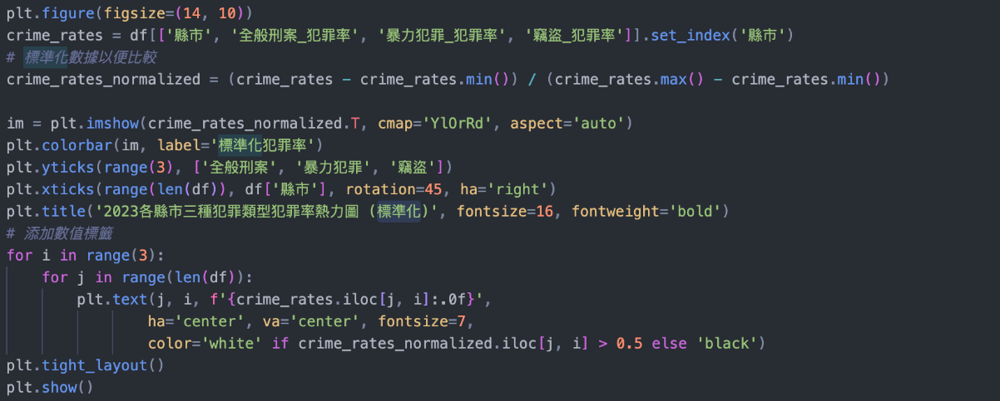 plt.figure(figsize=(14, 10))
crime_rates = df[['縣市', '全般刑案_犯罪率', '暴力犯罪_犯罪率', '竊盜_犯罪率']].set_index('縣市')
# 標準化數據以便比較
crime_rates_normalized = (crime_rates - crime_rates.min()) / (crime_rates.max() - crime_rates.min())

im = plt.imshow(crime_rates_normalized.T, cmap='YlOrRd', aspect='auto')
plt.colorbar(im, label='標準化犯罪率')
plt.yticks(range(3), ['全般刑案', '暴力犯罪', '竊盜'])
plt.xticks(range(len(df)), df['縣市'], rotation=45, ha='right')
plt.title('2023各縣市三種犯罪類型犯罪率熱力圖 (標準化)', fontsize=16, fontweight='bold')
# 添加數值標籤
for i in range(3):
    for j in range(len(df)):
        plt.text(j, i, f'{crime_rates.iloc[j, i]:.0f}',
                ha='center', va='center', fontsize=7,
                color='white' if crime_rates_normalized.iloc[j, i] > 0.5 else 'black')
plt.tight_layout()
plt.show()